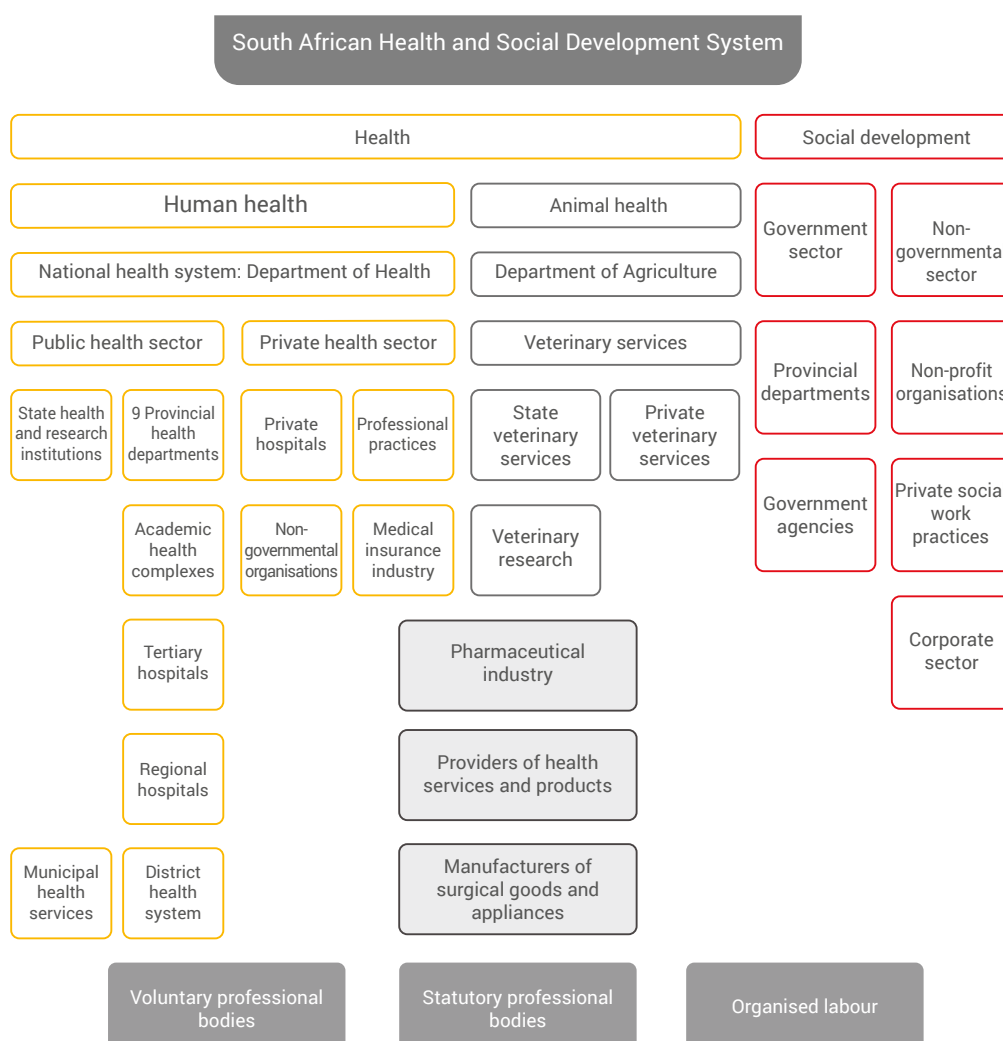 South African Health and Social Development System
Health
Social development
Human health
Animal health
Government
sector
Non-
governmental
sector
National health system: Department of Health
Department of Agriculture
Public health sector
Private health sector
Veterinary services
Provincial
departments
Non-profit
organisations
State health
and research
institutions
9 Provincial
health
departments
Private
hospitals
Professional
practices
State
veterinary
services
Private
veterinary
services
Government
agencies
Private social
work
practices
Academic
health
complexes
Non-
governmental
organisations
Medical
insurance
industry
Veterinary
research
Corporate
sector
Tertiary
hospitals
Pharmaceutical
industry
Regional
hospitals
Providers of health
services and products
Municipal
health
services
District
health
system
Manufacturers of
surgical goods and
appliances
Voluntary professional
bodies
Statutory professional
bodies
Organised labour